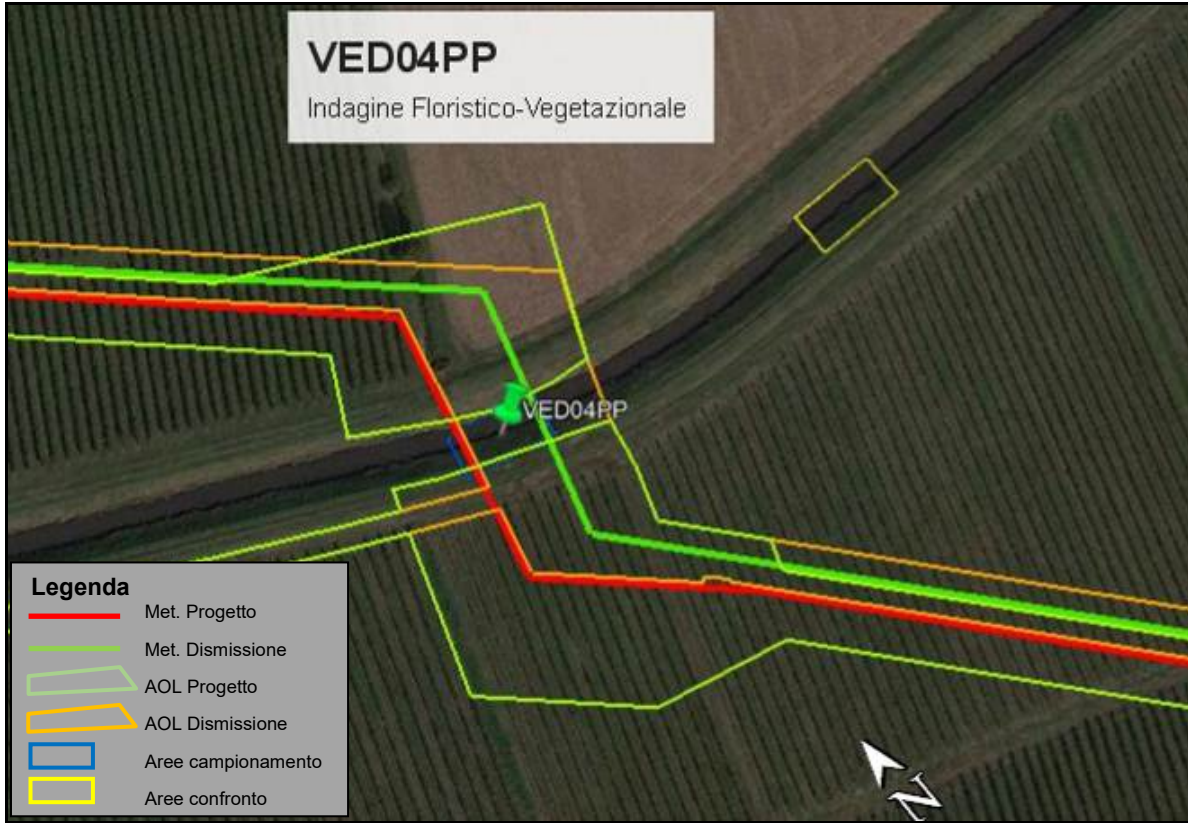 VED04PP
Indagine Floristico-Vegetazionale
VED04PP
Legenda
Met. Progetto
Met. Dismissione
AOL Progetto
AOL Dismissione
Aree campionamento
Aree confronto
N